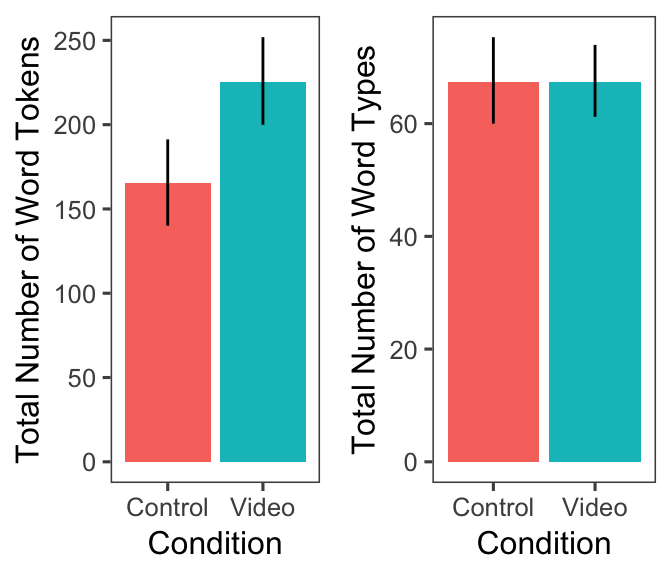 Total Number of Word Tokens
250
200
150
100
50
0
Control Video
Condition
Total Number of Word Types
60
40
20
0
Control Video
Condition